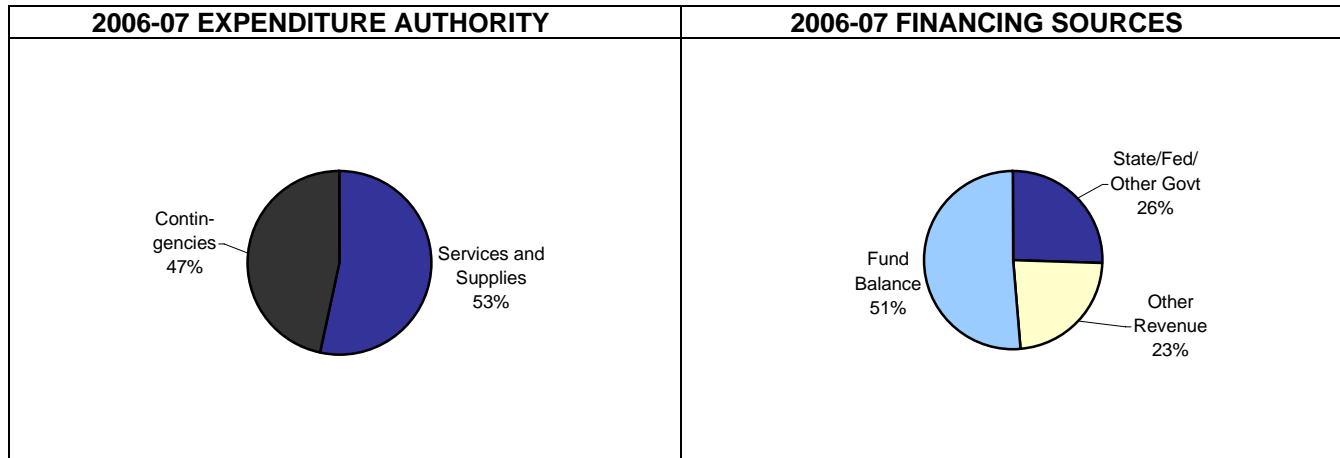 2006-07 EXPENDITURE AUTHORITY
2006-07 FINANCING SOURCES
Contin-
gencies
47%
Services and
Supplies
53%
State/Fed/
Other Govt
26%
Fund
Balance
51%
Other
Revenue
23%